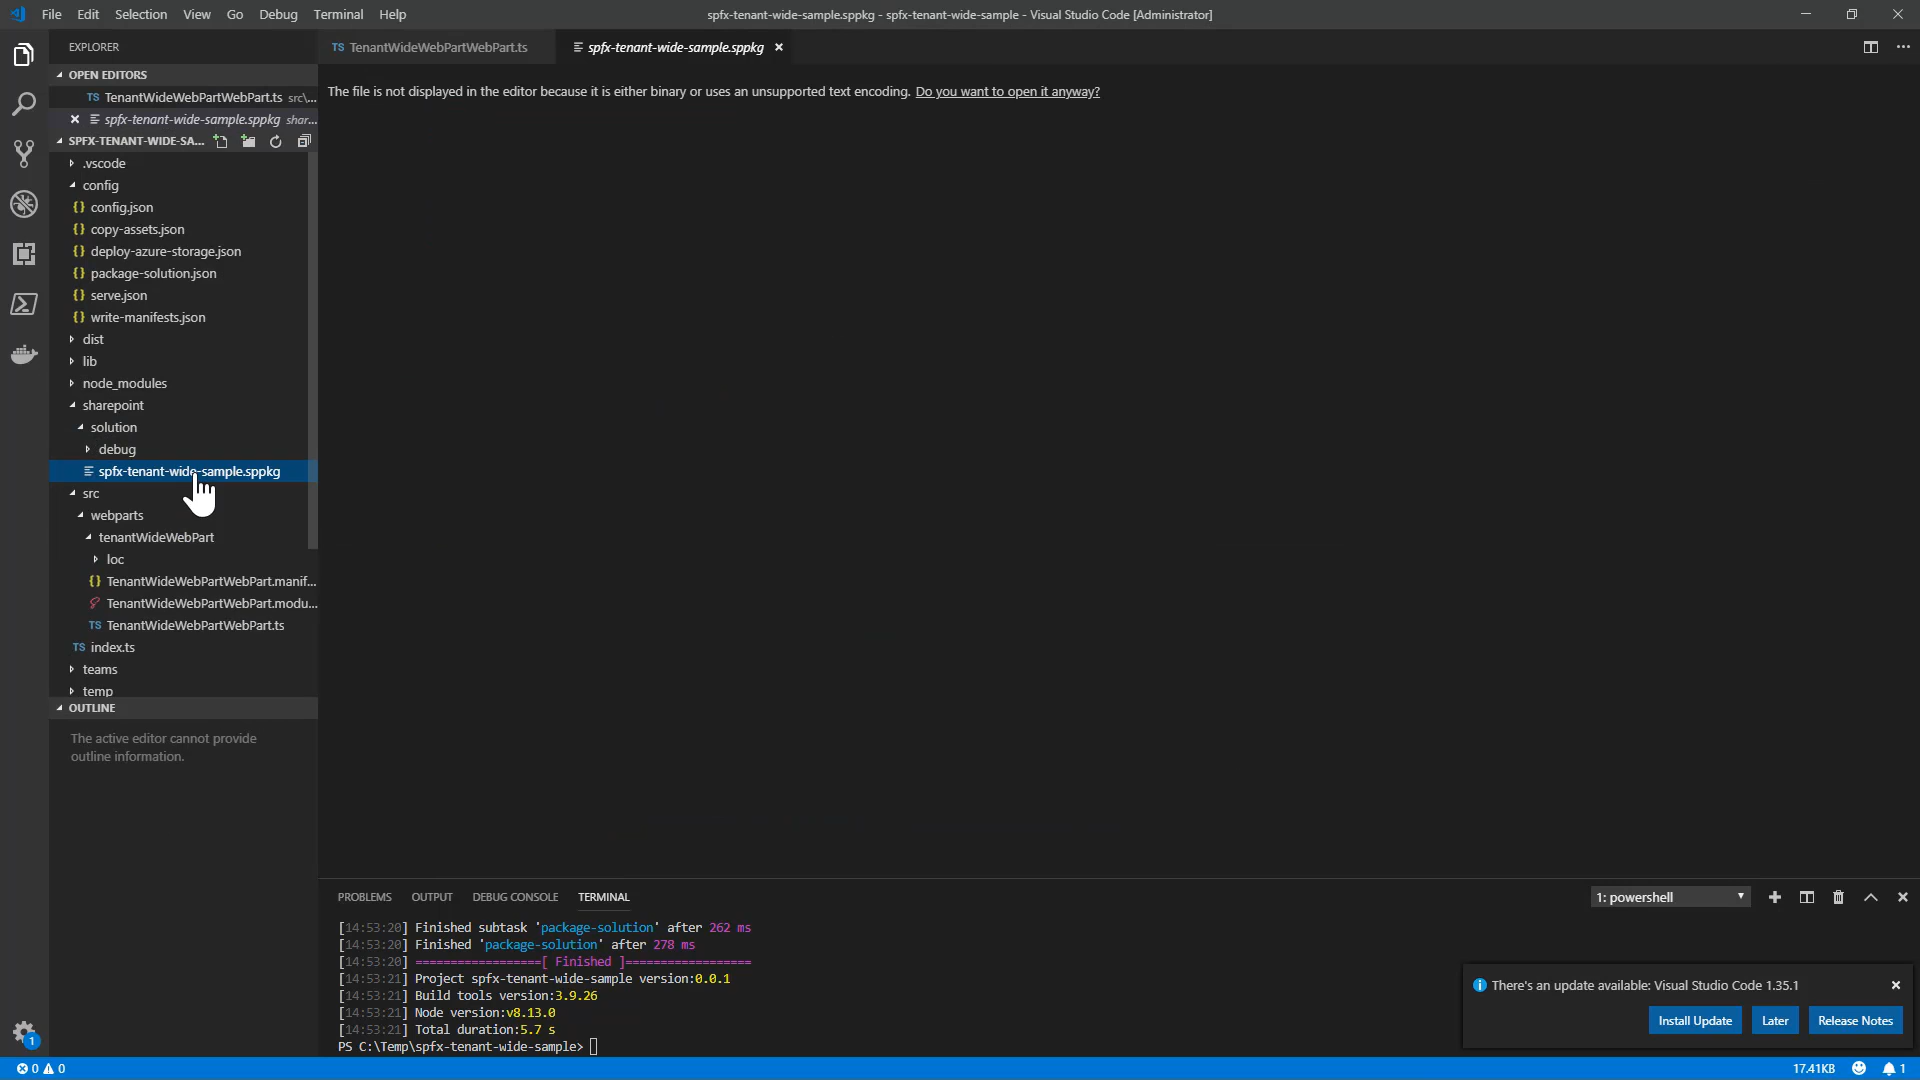 File Edit Selection View Go Debug Terminal Help
spfx-tenant-wide-sample.sppkg - spfx-tenant-wide-sample - Visual Studio Code [Administrator]
EXPLORER
OPEN EDITORS
TS TenantWideWebPartWebPart.ts src\...
spfx-tenant-wide-sample.sppkg shar...
SPFX-TENANT-WIDE-SA...
.vscode
config
{} config.json
{} copy-assets.json
{} deploy-azure-storage.json
{} package-solution.json
{} serve.json
{} write-manifests.json
dist
lib
node_modules
sharepoint
solution
debug
spfx-tenant-wide-sample.sppkg
src
webparts
tenantWideWebPart
loc
{} TenantWideWebPartWebPart.manif...
TenantWideWebPartWebPart.modu...
TS TenantWideWebPartWebPart.ts
TS index.ts
teams
temp
OUTLINE
The active editor cannot provide
outline information.
TS TenantWideWebPartWebPart.ts
spfx-tenant-wide-sample.sppkg
The file is not displayed in the editor because it is either binary or uses an unsupported text encoding. Do you want to open it anyway?
PROBLEMS OUTPUT DEBUG CONSOLE TERMINAL
1: powershell
[14:53:20] Finished subtask 'package-solution' after 262 ms
[14:53:20] Finished 'package-solution' after 278 ms
[14:53:20] ==================[ Finished ]==================
[14:53:21] Project spfx-tenant-wide-sample version:0.0.1
[14:53:21] Build tools version:3.9.26
[14:53:21] Node version:v8.13.0
[14:53:21] Total duration:5.7 s
PS C:\Temp\spfx-tenant-wide-sample>
There's an update available: Visual Studio Code 1.35.1
Install Update Later Release Notes
1
0 0
17.41KB
1